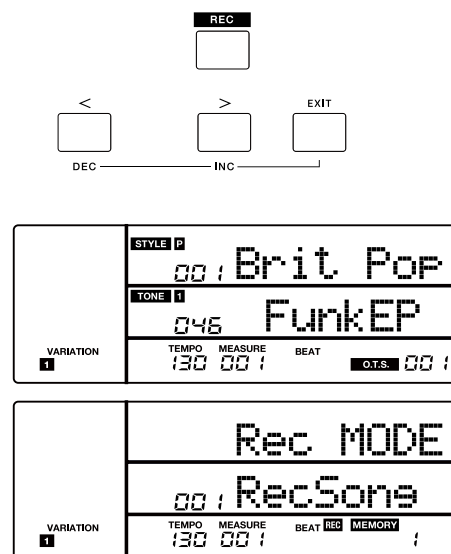 REC
< > EXIT
DEC INC
STYLE P
001 Brit Pop
TONE 1
046 FunkEP
VARIATION TEMPO MEASURE BEAT
1 130 001 O.T.S. 001
Rec MODE
001 RecSong
VARIATION TEMPO MEASURE BEAT REC MEMORY
1 130 001 1